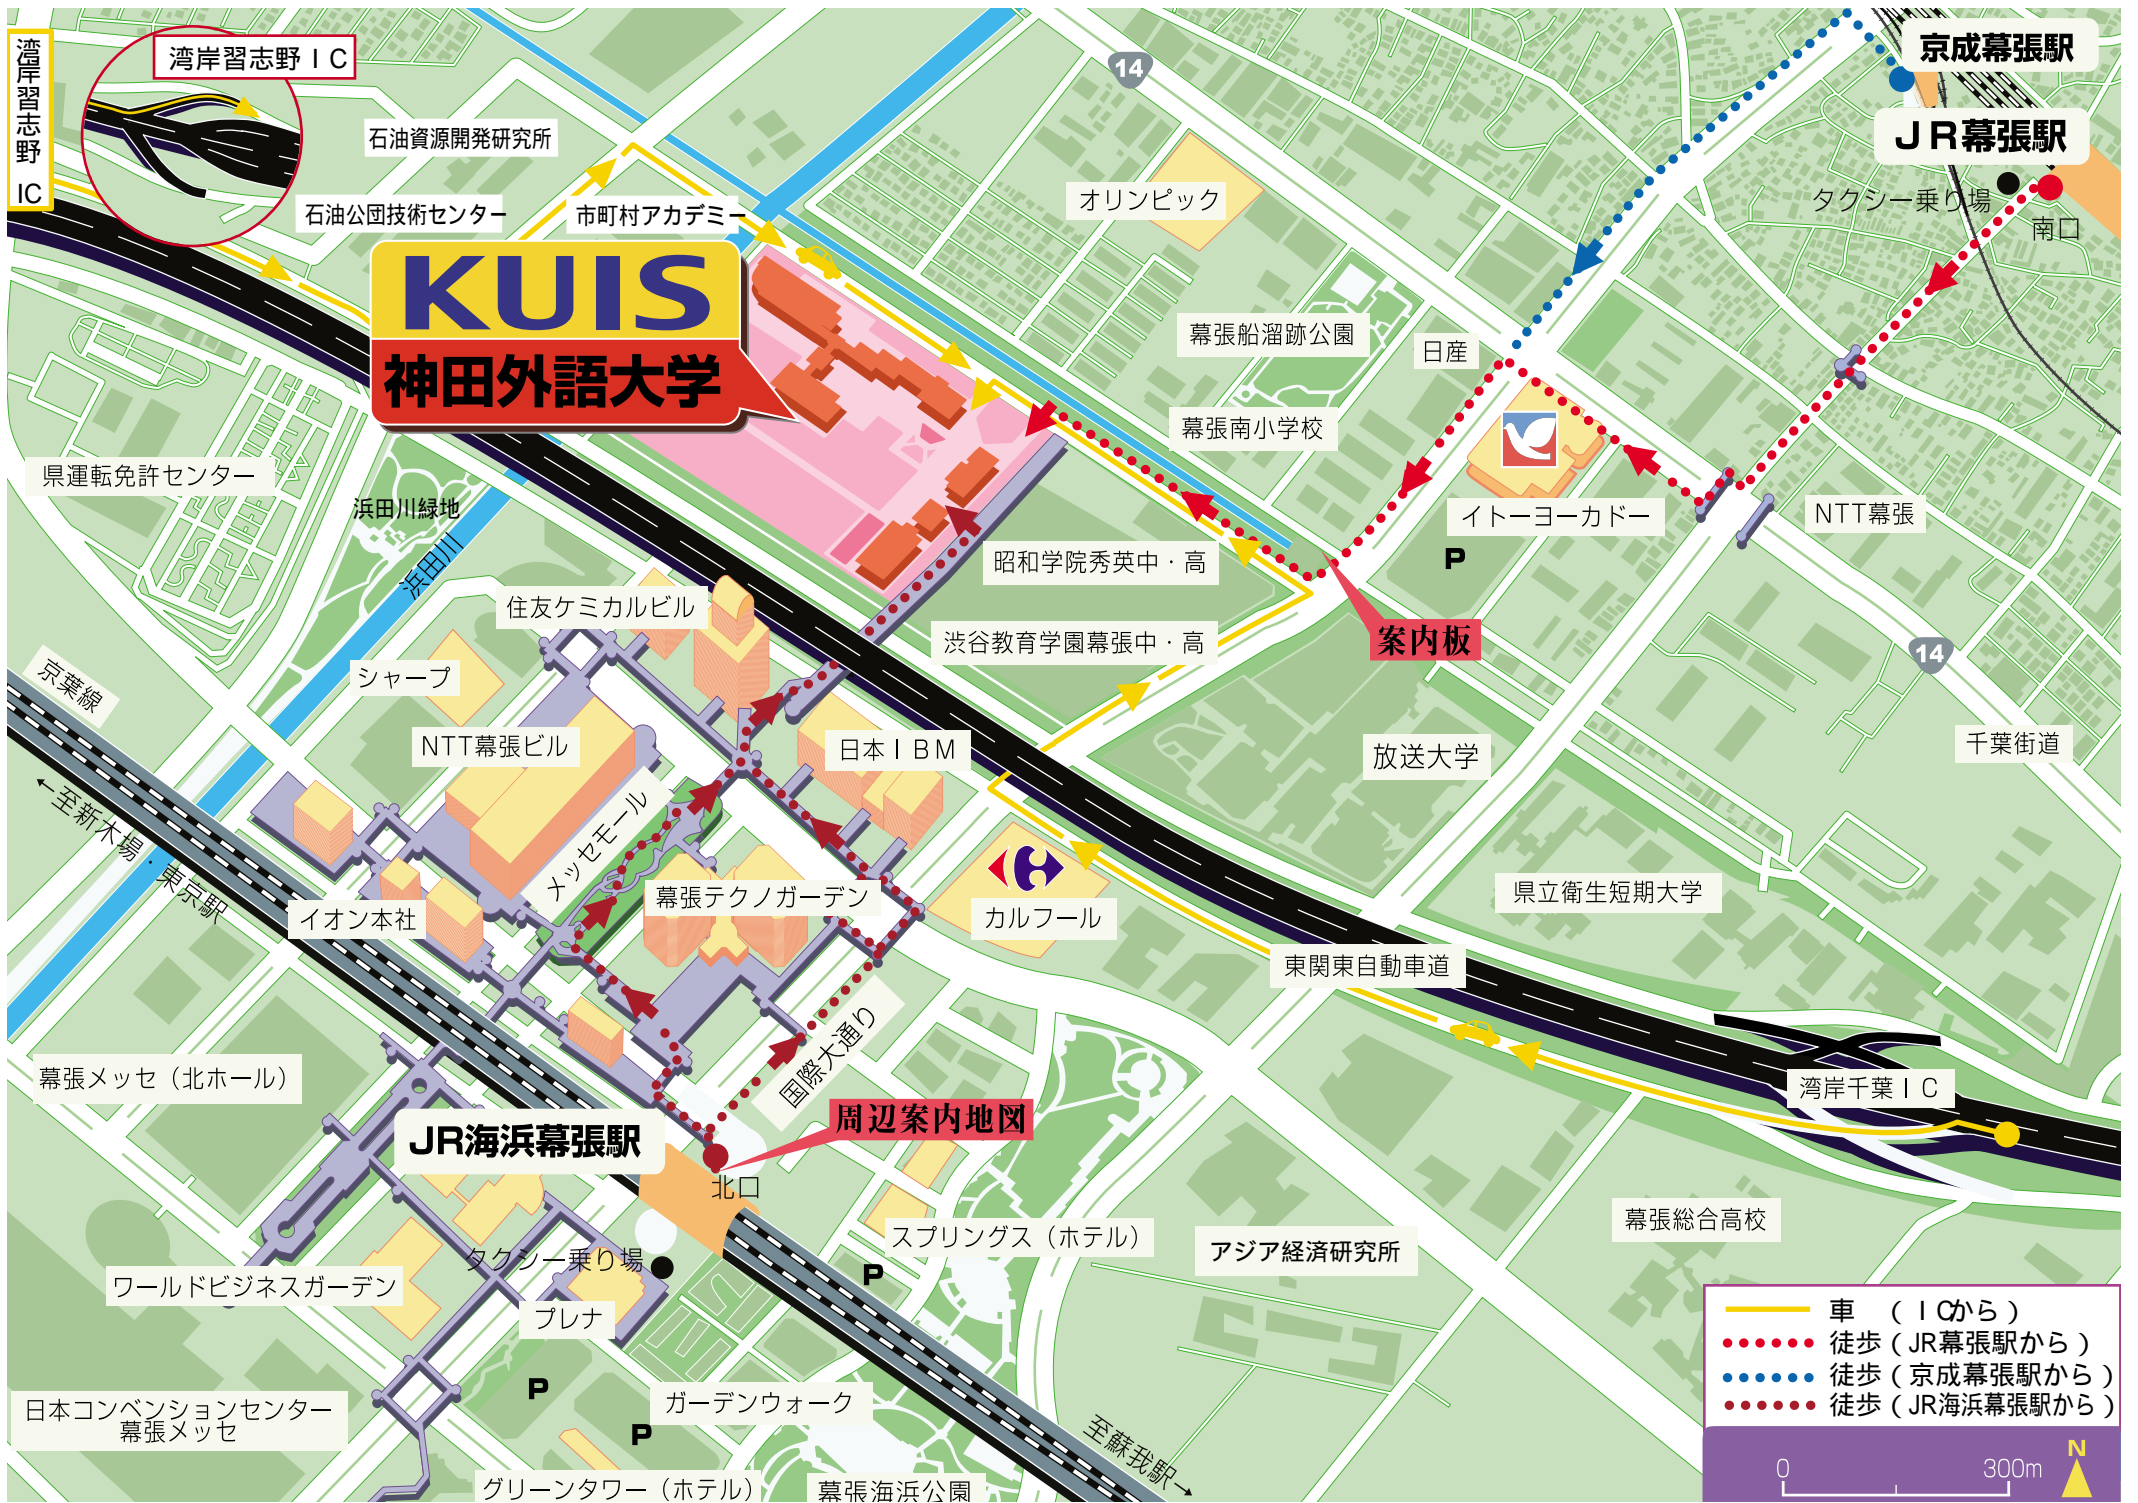 湾岸習志野 IC
湾岸習志野ＩＣ
14
京成幕張駅
JR幕張駅
タクシー乗り場
南口
石油資源開発研究所
石油公団技術センター
市町村アカデミー
オリンピック
KUIS
神田外語大学
幕張船溜跡公園
日産
幕張南小学校
県運転免許センター
浜田川緑地
浜田川
イトーヨーカドー
NTT幕張
P
昭和学院秀英中・高
住友ケミカルビル
渋谷教育学園幕張中・高
案内板
14
京葉線
シャープ
NTT幕張ビル
日本ＩＢＭ
放送大学
千葉街道
←至新木場・東京駅
メッセモール
幕張テクノガーデン
カルフール
県立衛生短期大学
イオン本社
東関東自動車道
国際大通り
幕張メッセ（北ホール）
湾岸千葉ＩＣ
周辺案内地図
JR海浜幕張駅
北口
スプリングス（ホテル）
アジア経済研究所
幕張総合高校
タクシー乗り場
P
ワールドビジネスガーデン
プレナ
P
ガーデンウォーク
P
日本コンベンションセンター
幕張メッセ
至蘇我駅→
グリーンタワー（ホテル）
幕張海浜公園
車　（ＩＣから）
徒歩（JR幕張駅から）
徒歩（京成幕張駅から）
徒歩（JR海浜幕張駅から）
N
0 300m